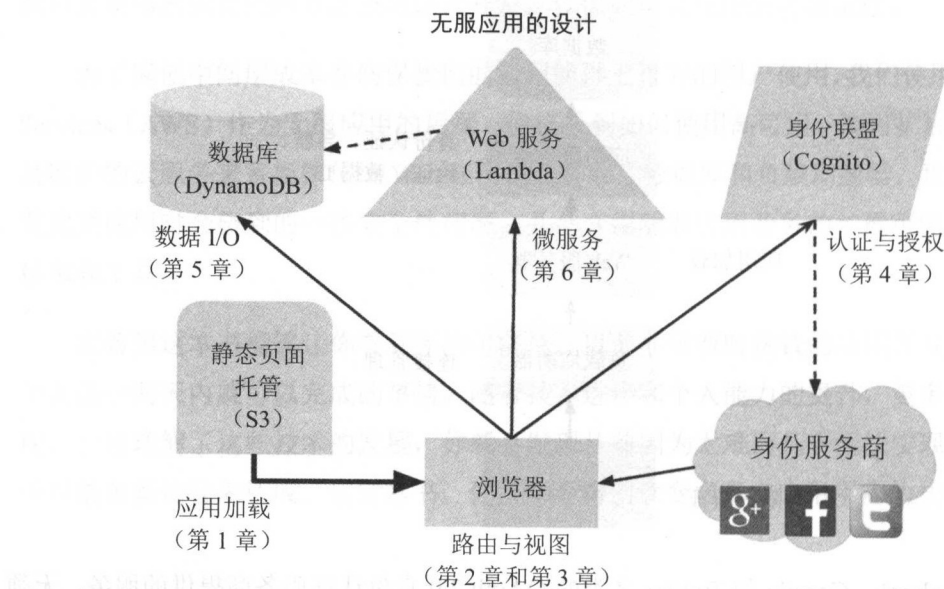 无服应用的设计
数据库
（DynamoDB）
Web 服务
（Lambda）
身份联盟
（Cognito）
数据 I/O
（第 5 章）
微服务
（第 6 章）
认证与授权
（第 4 章）
静态页面
托管
（S3）
身份服务商
g+ f t
浏览器
应用加载
（第 1 章）
路由与视图
（第 2 章和第 3 章）